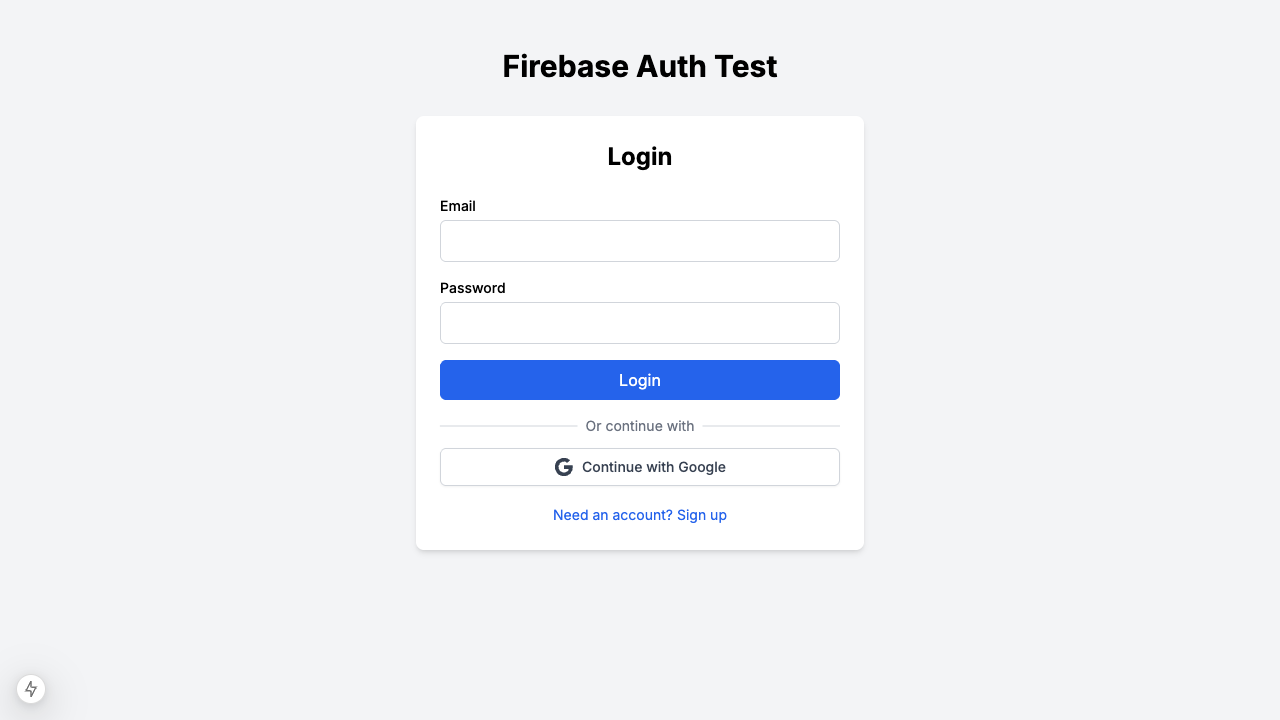 Firebase Auth Test
Login
Email
Password
Login
Or continue with
Continue with Google
Need an account? Sign up